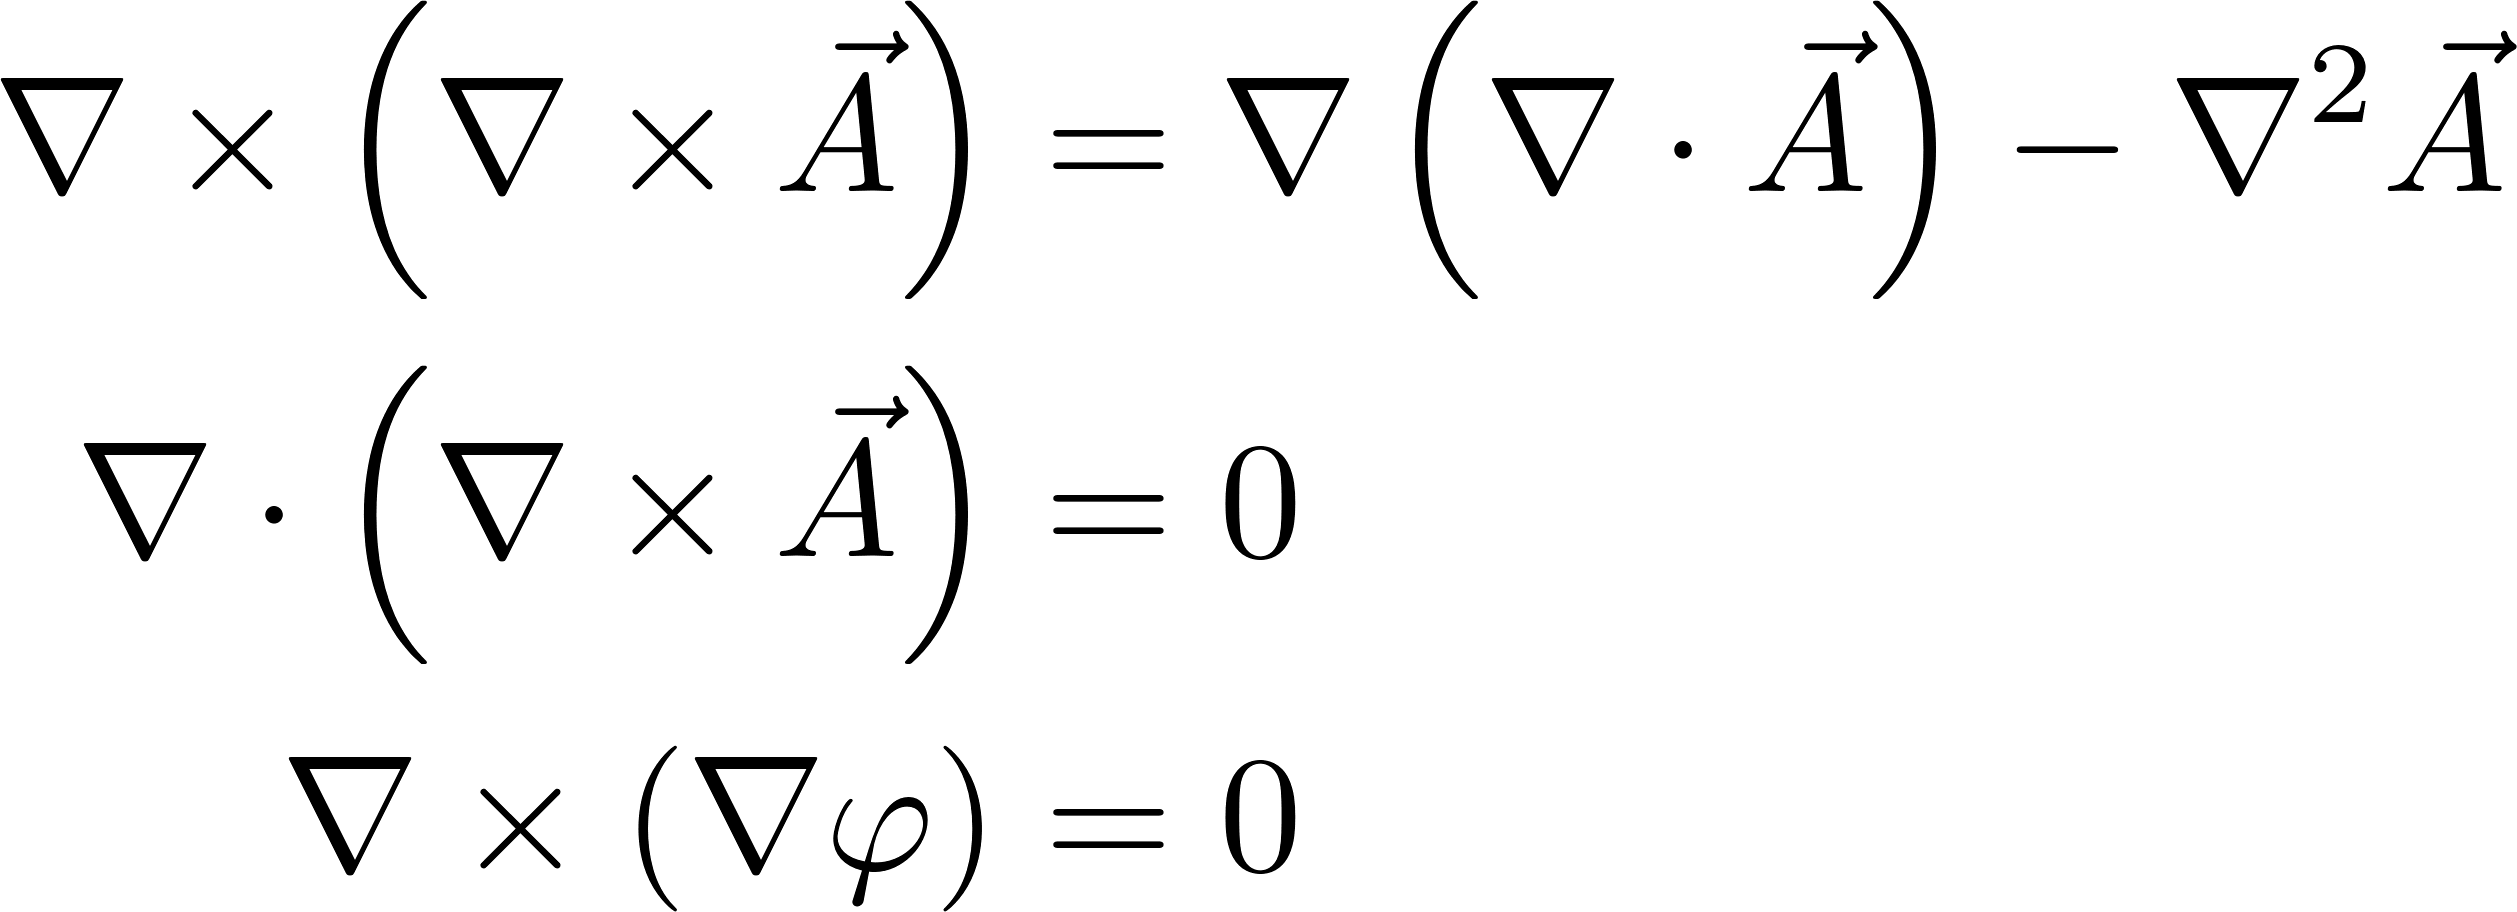 ∇ × (∇ × A⃗) = ∇(∇ · A⃗) − ∇²A⃗
∇ · (∇ × A⃗) = 0
∇ × (∇φ) = 0